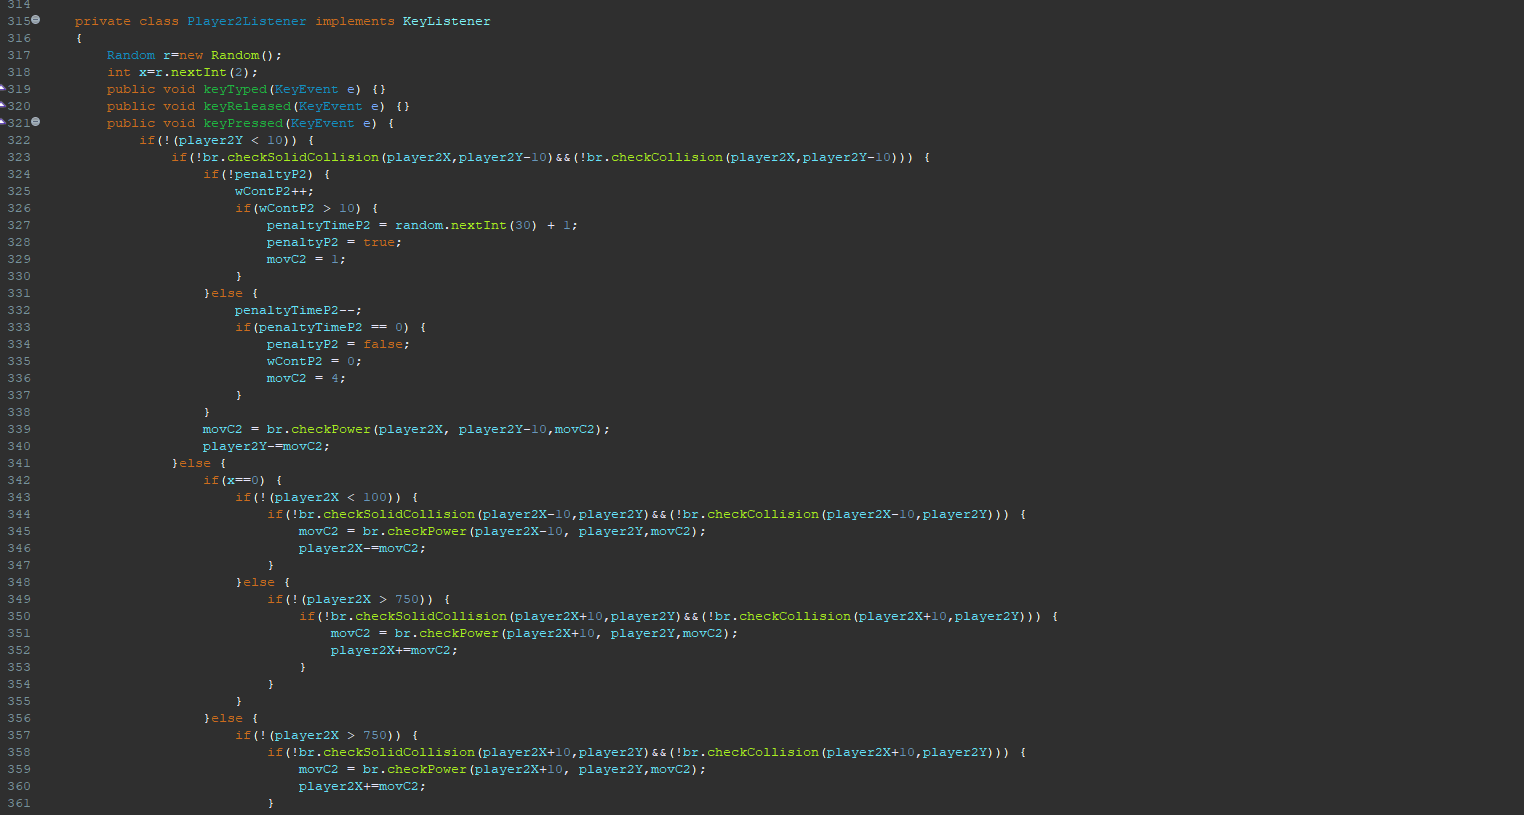 314
315 private class Player2Listener implements KeyListener
316 {
317 Random r=new Random();
318 int x=r.nextInt(2);
319 public void keyTyped(KeyEvent e) {}
320 public void keyReleased(KeyEvent e) {}
321 public void keyPressed(KeyEvent e) {
322 if(!(player2Y < 10)) {
323 if(!br.checkSolidCollision(player2X,player2Y-10)&&(!br.checkCollision(player2X,player2Y-10))) {
324 if(!penaltyP2) {
325 wContP2++;
326 if(wContP2 > 10) {
327 penaltyTimeP2 = random.nextInt(30) + 1;
328 penaltyP2 = true;
329 movC2 = 1;
330 }
331 }else {
332 penaltyTimeP2--;
333 if(penaltyTimeP2 == 0) {
334 penaltyP2 = false;
335 wContP2 = 0;
336 movC2 = 4;
337 }
338 }
339 movC2 = br.checkPower(player2X, player2Y-10,movC2);
340 player2Y-=movC2;
341 }else {
342 if(x==0) {
343 if(!(player2X < 100)) {
344 if(!br.checkSolidCollision(player2X-10,player2Y)&&(!br.checkCollision(player2X-10,player2Y))) {
345 movC2 = br.checkPower(player2X-10, player2Y,movC2);
346 player2X-=movC2;
347 }
348 }else {
349 if(!(player2X > 750)) {
350 if(!br.checkSolidCollision(player2X+10,player2Y)&&(!br.checkCollision(player2X+10,player2Y))) {
351 movC2 = br.checkPower(player2X+10, player2Y,movC2);
352 player2X+=movC2;
353 }
354 }
355 }
356 }else {
357 if(!(player2X > 750)) {
358 if(!br.checkSolidCollision(player2X+10,player2Y)&&(!br.checkCollision(player2X+10,player2Y))) {
359 movC2 = br.checkPower(player2X+10, player2Y,movC2);
360 player2X+=movC2;
361 }